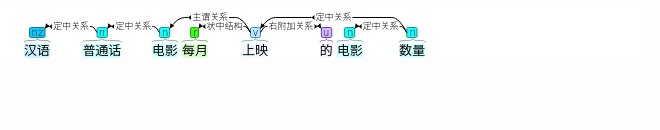 主谓关系 定中关系
定中关系 定中关系 状中结构 右附加关系 定中关系
nz n n r v u n n
汉语 普通话 电影 每月 上映 的 电影 数量